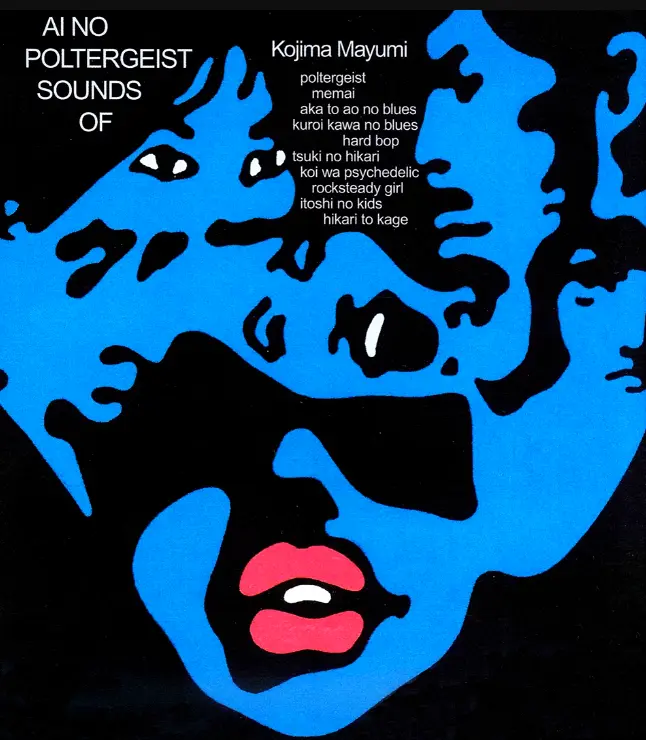 AI NO
POLTERGEIST
SOUNDS
OF
Kojima Mayumi
poltergeist
memai
aka to ao no blues
kuroi kawa no blues
hard bop
tsuki no hikari
koi wa psychedelic
rocksteady girl
itoshi no kids
hikari to kage